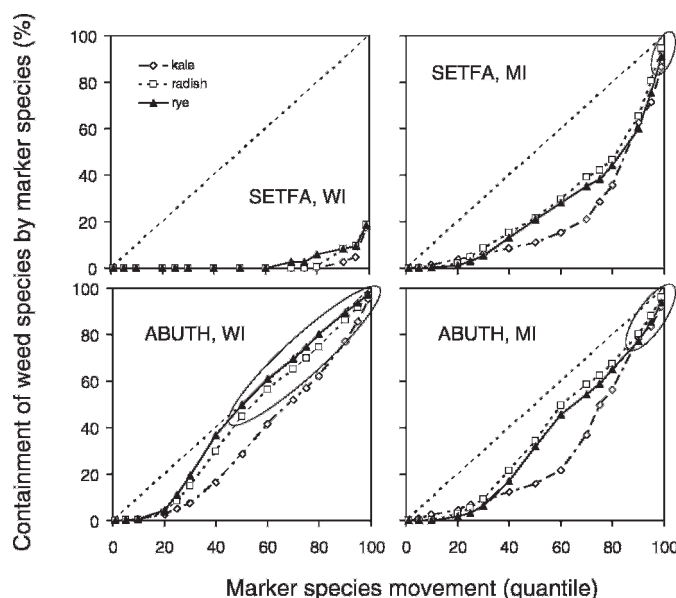 Containment of weed species by marker species (%)
100
80
60
40
20
0
kale
radish
rye
SETFA, WI
SETFA, MI
100
80
60
40
20
0
ABUTH, WI
ABUTH, MI
0 20 40 60 80 100 0 20 40 60 80 100
Marker species movement (quantile)